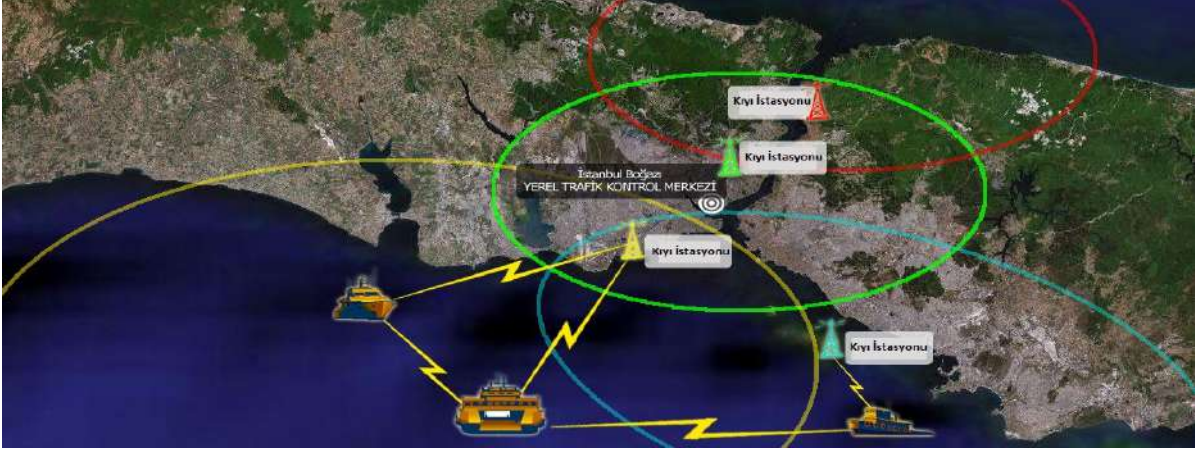 Kıyı İstasyonu
Kıyı İstasyonu
İstanbul Boğazı
YEREL TRAFİK KONTROL MERKEZİ
Kıyı İstasyonu
Kıyı İstasyonu